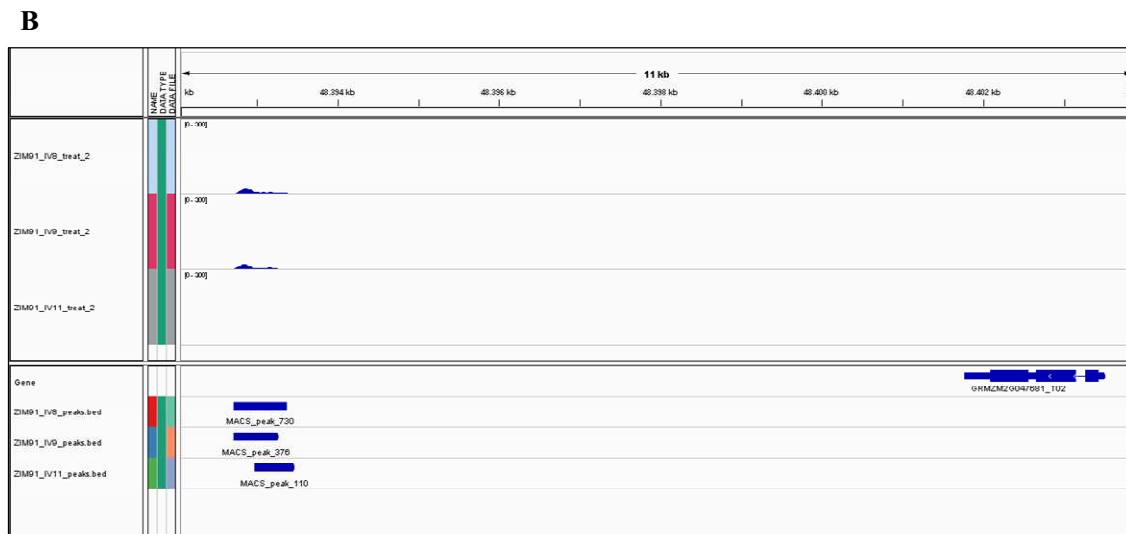 B
NAME
DATA TYPE
DATA FILE
11 kb
kb
48.394 kb
48.396 kb
48.398 kb
48.400 kb
48.402 kb
[0 - 300]
ZIM91_IV8_treat_2
[0 - 300]
ZIM91_IV9_treat_2
[0 - 300]
ZIM91_IV11_treat_2
Gene
GRMZM2G047681_T02
ZIM91_IV8_peaks.bed
MACS_peak_730
ZIM91_IV9_peaks.bed
MACS_peak_376
ZIM91_IV11_peaks.bed
MACS_peak_110